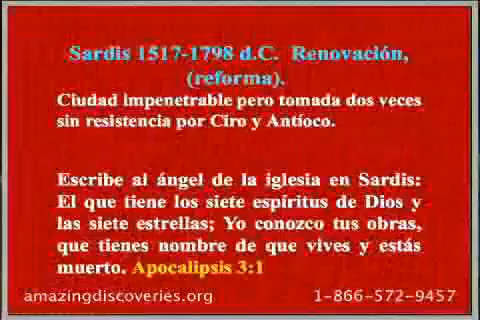 Sardis 1517-1798 d.C. Renovación,
(reforma).
Ciudad impenetrable pero tomada dos veces
sin resistencia por Ciro y Antíoco.
Escribe al ángel de la iglesia en Sardis:
El que tiene los siete espíritus de Dios y
las siete estrellas; Yo conozco tus obras,
que tienes nombre de que vives y estás
muerto. Apocalipsis 3:1
amazingdiscoveries.org 1-866-572-9457